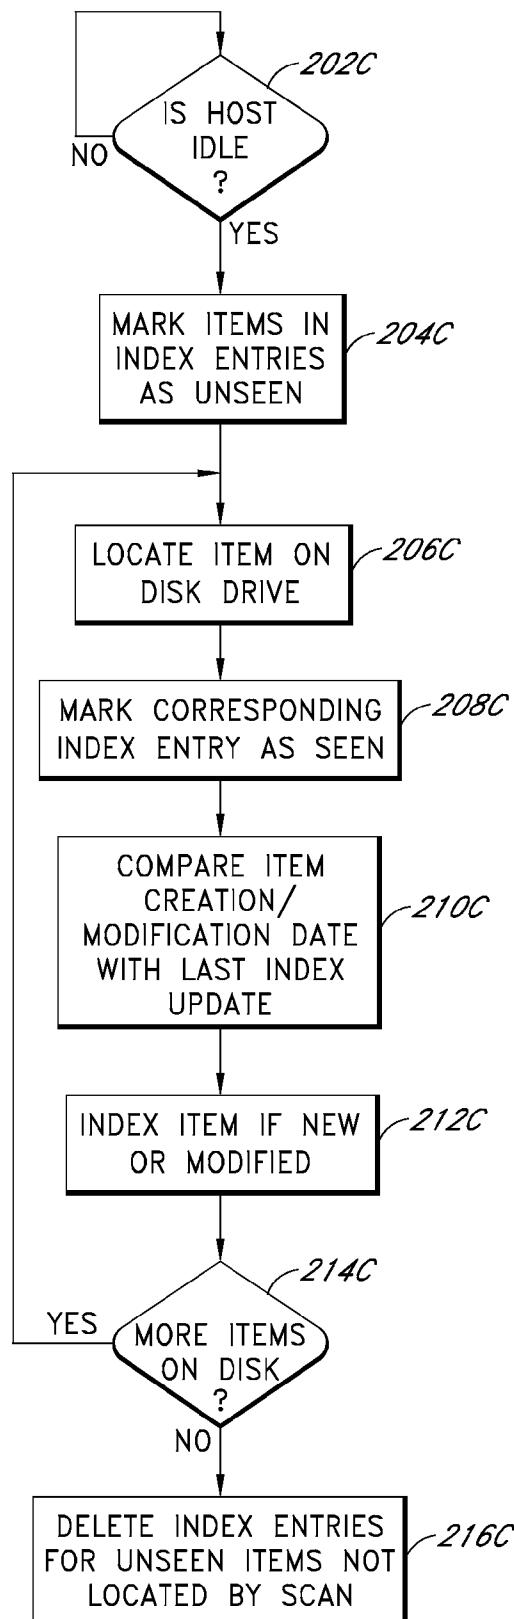 202C
IS HOST
IDLE
?
NO
YES
MARK ITEMS IN
INDEX ENTRIES
AS UNSEEN
204C
LOCATE ITEM ON
DISK DRIVE
206C
MARK CORRESPONDING
INDEX ENTRY AS SEEN
208C
COMPARE ITEM
CREATION/
MODIFICATION DATE
WITH LAST INDEX
UPDATE
210C
INDEX ITEM IF NEW
OR MODIFIED
212C
214C
YES
MORE ITEMS
ON DISK
?
NO
DELETE INDEX ENTRIES
FOR UNSEEN ITEMS NOT
LOCATED BY SCAN
216C